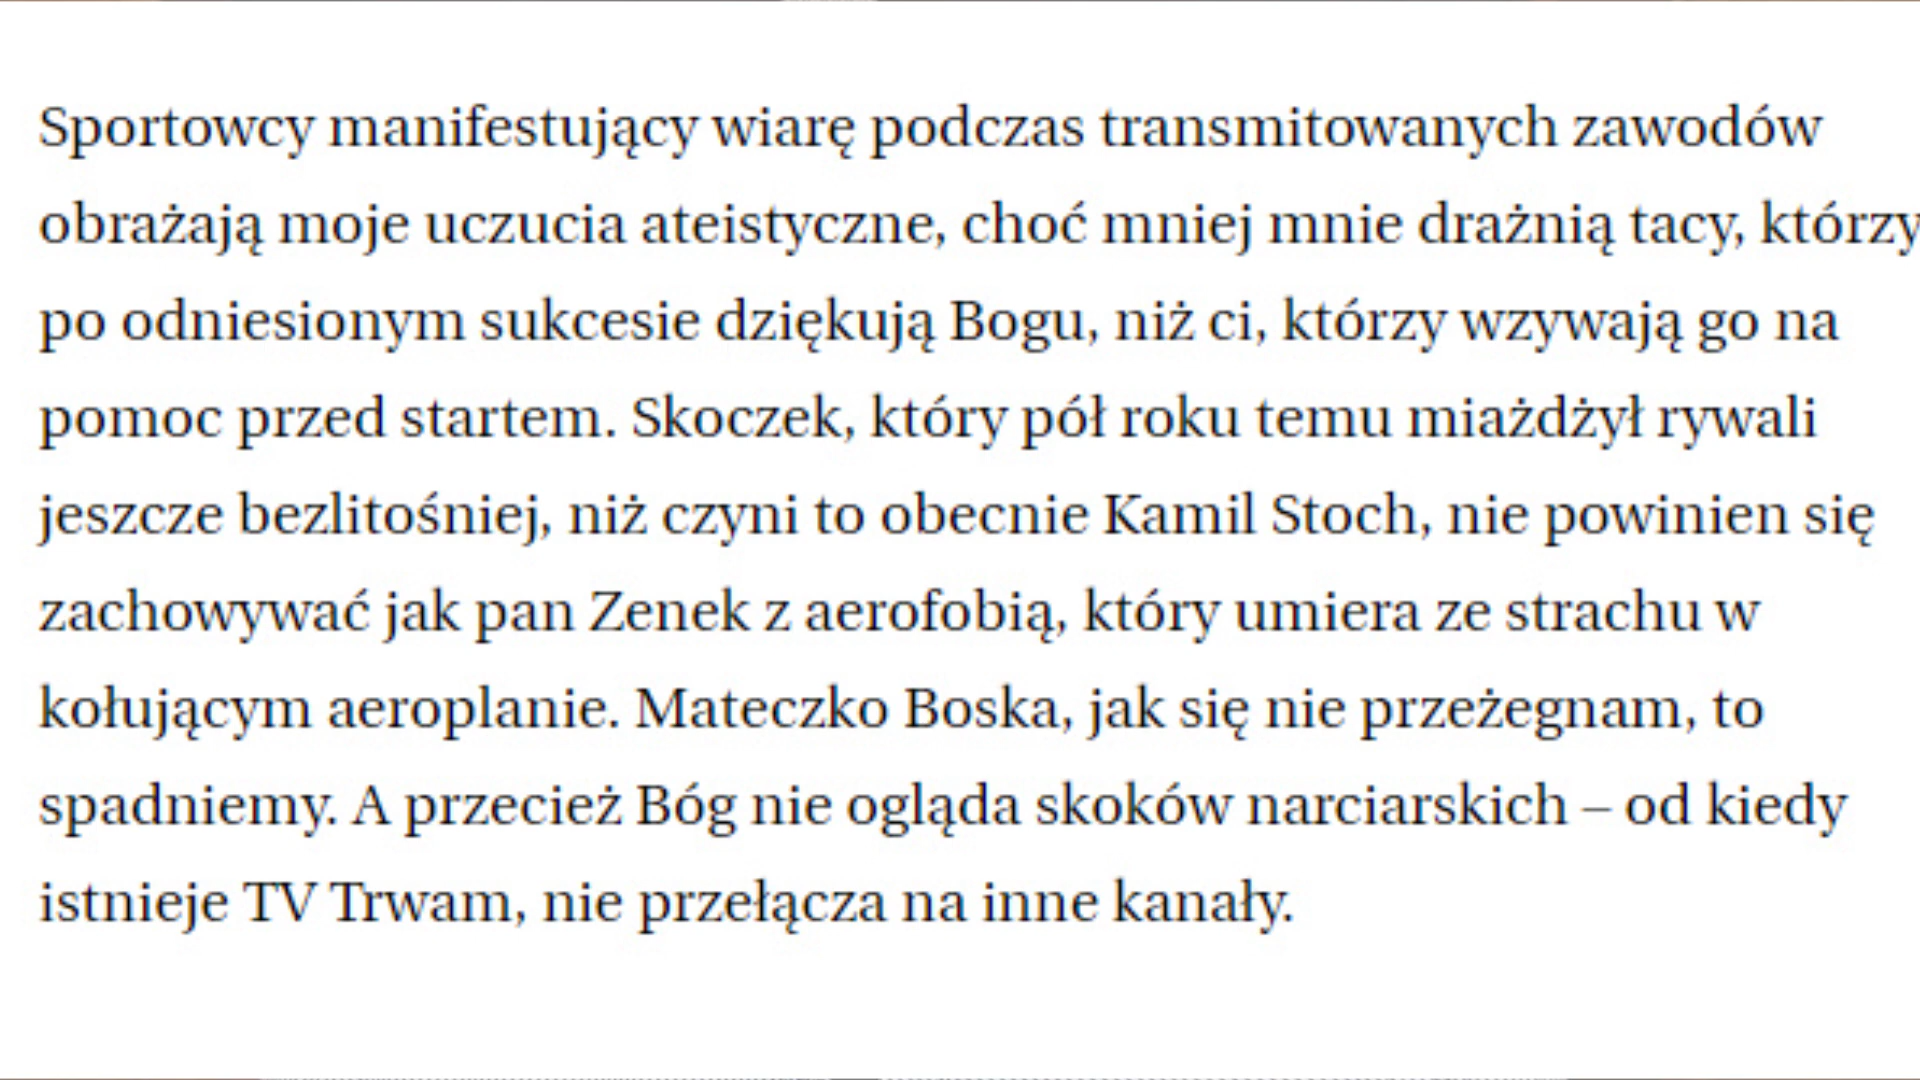 Sportowcy manifestujący wiarę podczas transmitowanych zawodów
obrażają moje uczucia ateistyczne, choć mniej mnie drażnią tacy, którzy
po odniesionym sukcesie dziękują Bogu, niż ci, którzy wzywają go na
pomoc przed startem. Skoczek, który pół roku temu miażdżył rywali
jeszcze bezlitośniej, niż czyni to obecnie Kamil Stoch, nie powinien się
zachowywać jak pan Zenek z aerofobią, który umiera ze strachu w
kołującym aeroplanie. Mateczko Boska, jak się nie przeżegnam, to
spadniemy. A przecież Bóg nie ogląda skoków narciarskich – od kiedy
istnieje TV Trwam, nie przełącza na inne kanały.